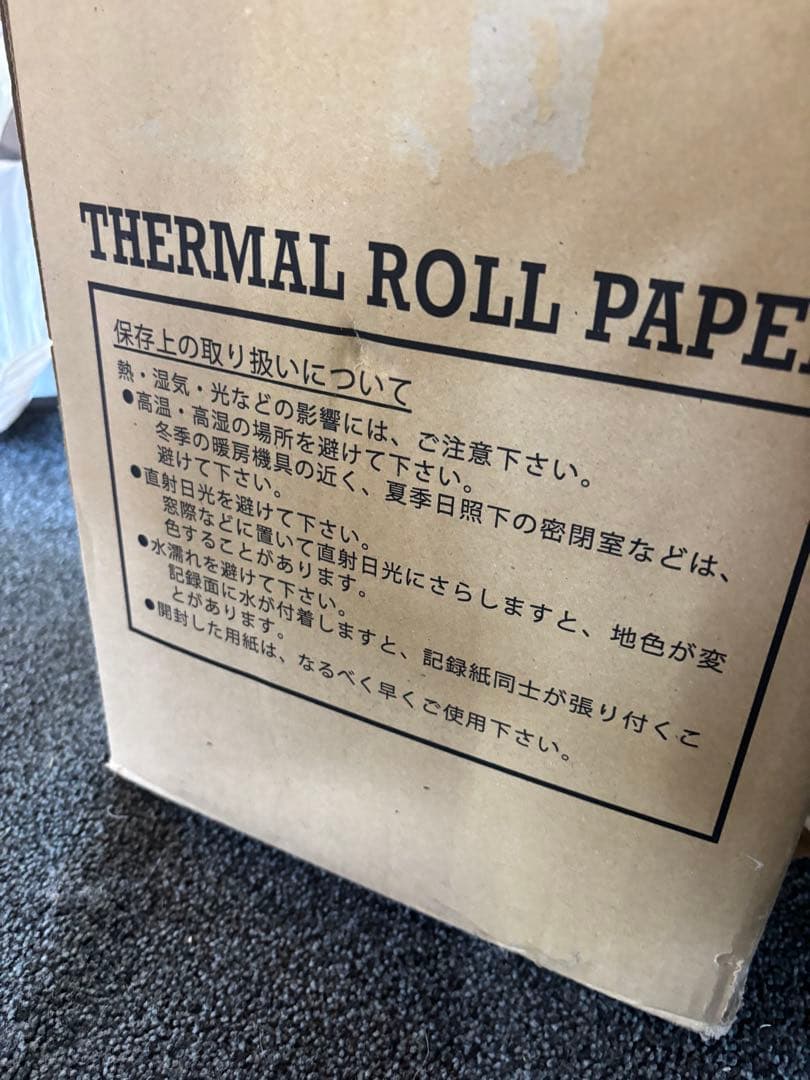 THERMAL ROLL PAPE
保存上の取り扱いについて
熱・湿気・光などの影響には、ご注意下さい。
●高温・高湿の場所を避けて下さい。
冬季の暖房機具の近く、夏季日照下の密閉室などは、
避けて下さい。
●直射日光を避けて下さい。
窓際などに置いて直射日光にさらしますと、地色が変
色することがあります。
●水濡れを避けて下さい。
記録面に水が付着しますと、記録紙同士が張り付くこ
とがあります。
●開封した用紙は、なるべく早くご使用下さい。